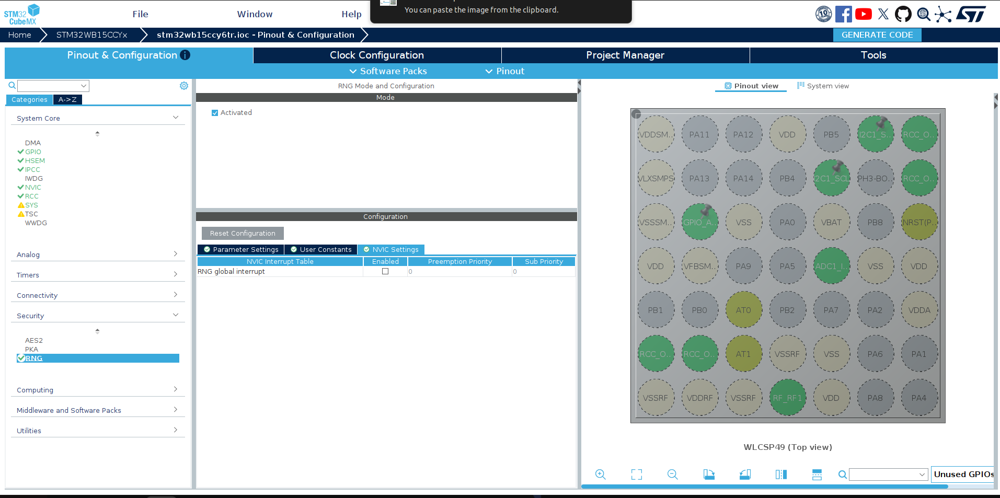 You can paste the image from the clipboard.
STM32
CubeMX
File
Window
Help
10
ST
Home
STM32WB15CCYx
stm32wb15ccy6tr.ioc - Pinout & Configuration
GENERATE CODE
Pinout & Configuration
Clock Configuration
Project Manager
Tools
Software Packs
Pinout
Categories
A->Z
System Core
DMA
GPIO
HSEM
IPCC
IWDG
NVIC
RCC
SYS
TSC
WWDG
Analog
Timers
Connectivity
Security
AES2
PKA
RNG
Computing
Middleware and Software Packs
Utilities
RNG Mode and Configuration
Mode
Activated
Configuration
Reset Configuration
Parameter Settings
User Constants
NVIC Settings
NVIC Interrupt Table Enabled Preemption Priority Sub Priority
RNG global interrupt 0 0
Pinout view
System view
VDDSM.. PA11 PA12 VDD PB5 I2C1_S.. RCC_O..
VLXSMPS PA13 PA14 PB4 I2C1_SCL PH3-BO.. RCC_O..
VSSSM.. GPIO_A.. VSS PA0 VBAT PB8 NRST(P..
VDD VFBSM.. PA9 PA5 ADC1_I.. VSS VDD
PB1 PB0 AT0 PB2 PA7 PA2 VDDA
RCC_O.. RCC_O.. AT1 VSSRF VSS PA6 PA1
VSSRF VDDRF VSSRF RF_RF1 VDD PA8 PA4
WLCSP49 (Top view)
Unused GPIOs